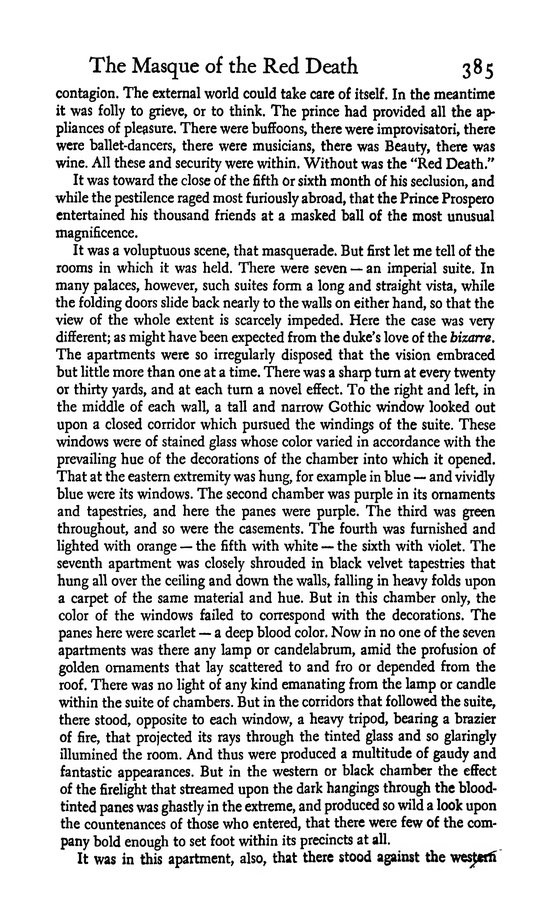 The Masque of the Red Death 385
contagion. The external world could take care of itself. In the meantime
it was folly to grieve, or to think. The prince had provided all the ap-
pliances of pleasure. There were buffoons, there were improvisatori, there
were ballet-dancers, there were musicians, there was Beauty, there was
wine. All these and security were within. Without was the “Red Death.”
It was toward the close of the fifth or sixth month of his seclusion, and
while the pestilence raged most furiously abroad, that the Prince Prospero
entertained his thousand friends at a masked ball of the most unusual
magnificence.
It was a voluptuous scene, that masquerade. But first let me tell of the
rooms in which it was held. There were seven — an imperial suite. In
many palaces, however, such suites form a long and straight vista, while
the folding doors slide back nearly to the walls on either hand, so that the
view of the whole extent is scarcely impeded. Here the case was very
different; as might have been expected from the duke’s love of the bizarre.
The apartments were so irregularly disposed that the vision embraced
but little more than one at a time. There was a sharp turn at every twenty
or thirty yards, and at each turn a novel effect. To the right and left, in
the middle of each wall, a tall and narrow Gothic window looked out
upon a closed corridor which pursued the windings of the suite. These
windows were of stained glass whose color varied in accordance with the
prevailing hue of the decorations of the chamber into which it opened.
That at the eastern extremity was hung, for example in blue — and vividly
blue were its windows. The second chamber was purple in its ornaments
and tapestries, and here the panes were purple. The third was green
throughout, and so were the casements. The fourth was furnished and
lighted with orange — the fifth with white — the sixth with violet. The
seventh apartment was closely shrouded in black velvet tapestries that
hung all over the ceiling and down the walls, falling in heavy folds upon
a carpet of the same material and hue. But in this chamber only, the
color of the windows failed to correspond with the decorations. The
panes here were scarlet — a deep blood color. Now in no one of the seven
apartments was there any lamp or candelabrum, amid the profusion of
golden ornaments that lay scattered to and fro or depended from the
roof. There was no light of any kind emanating from the lamp or candle
within the suite of chambers. But in the corridors that followed the suite,
there stood, opposite to each window, a heavy tripod, bearing a brazier
of fire, that projected its rays through the tinted glass and so glaringly
illumined the room. And thus were produced a multitude of gaudy and
fantastic appearances. But in the western or black chamber the effect
of the firelight that streamed upon the dark hangings through the blood-
tinted panes was ghastly in the extreme, and produced so wild a look upon
the countenances of those who entered, that there were few of the com-
pany bold enough to set foot within its precincts at all.
It was in this apartment, also, that there stood against the western